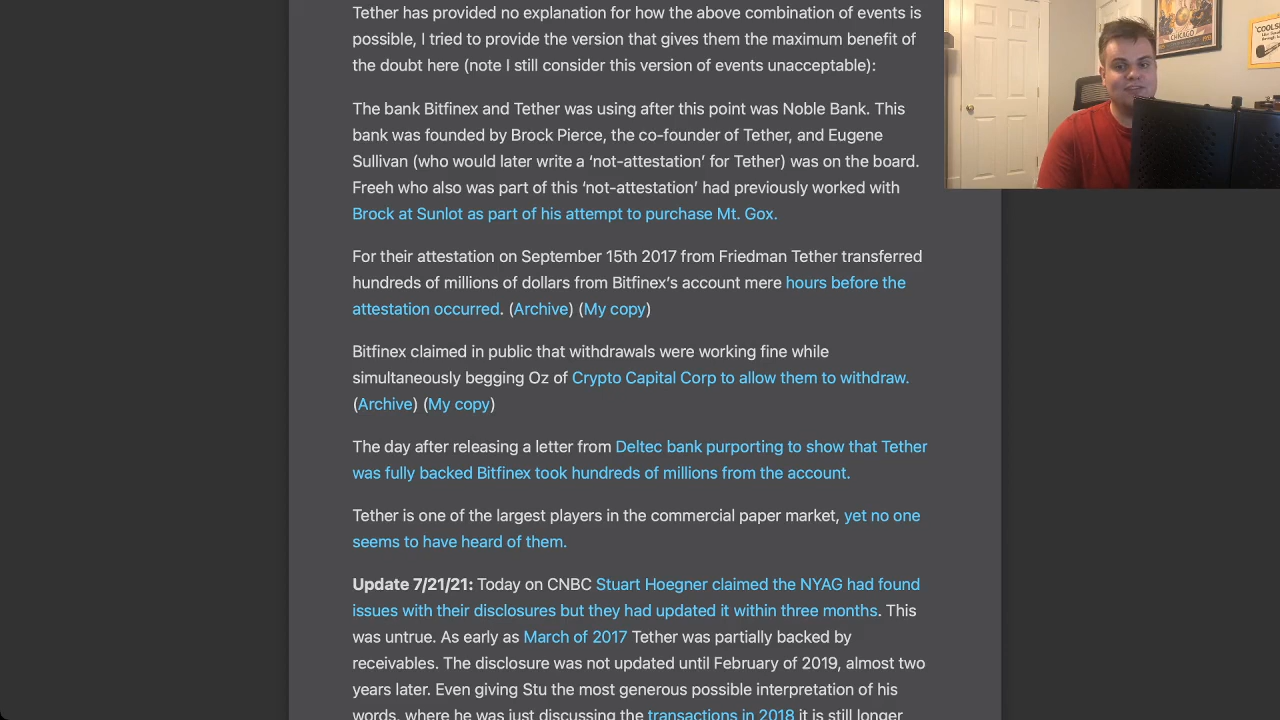 Tether has provided no explanation for how the above combination of events is
possible, I tried to provide the version that gives them the maximum benefit of
the doubt here (note I still consider this version of events unacceptable):
The bank Bitfinex and Tether was using after this point was Noble Bank. This
bank was founded by Brock Pierce, the co-founder of Tether, and Eugene
Sullivan (who would later write a ‘not-attestation’ for Tether) was on the board.
Freeh who also was part of this ‘not-attestation’ had previously worked with
Brock at Sunlot as part of his attempt to purchase Mt. Gox.
For their attestation on September 15th 2017 from Friedman Tether transferred
hundreds of millions of dollars from Bitfinex’s account mere hours before the
attestation occurred. (Archive) (My copy)
Bitfinex claimed in public that withdrawals were working fine while
simultaneously begging Oz of Crypto Capital Corp to allow them to withdraw.
(Archive) (My copy)
The day after releasing a letter from Deltec bank purporting to show that Tether
was fully backed Bitfinex took hundreds of millions from the account.
Tether is one of the largest players in the commercial paper market, yet no one
seems to have heard of them.
Update 7/21/21: Today on CNBC Stuart Hoegner claimed the NYAG had found
issues with their disclosures but they had updated it within three months. This
was untrue. As early as March of 2017 Tether was partially backed by
receivables. The disclosure was not updated until February of 2019, almost two
years later. Even giving Stu the most generous possible interpretation of his
words, where he was just discussing the transactions in 2018 it is still longer
CHICAGO